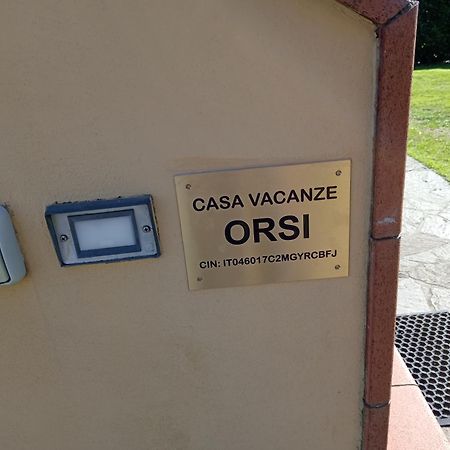 CASA VACANZE
ORSI
CIN: IT046017C2MGYRCBFJ